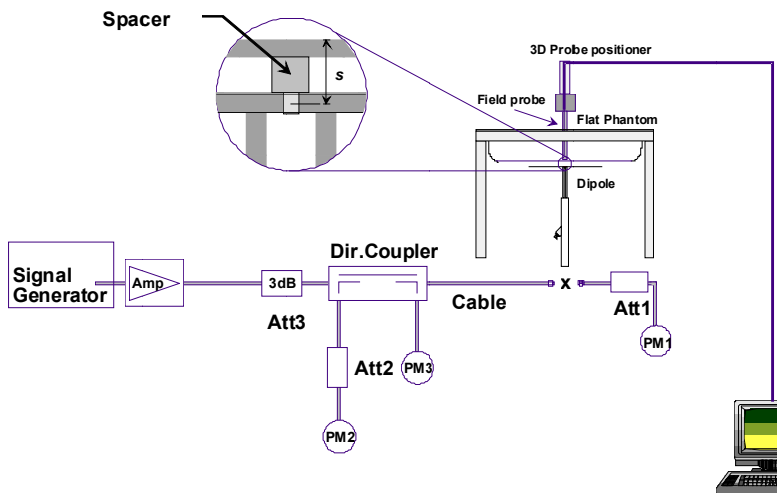 Spacer
s
3D Probe positioner
Field probe
Flat Phantom
Dipole
Signal
Generator
Amp
3dB
Att3
Dir.Coupler
Cable
x
Att1
PM1
Att2
PM3
PM2